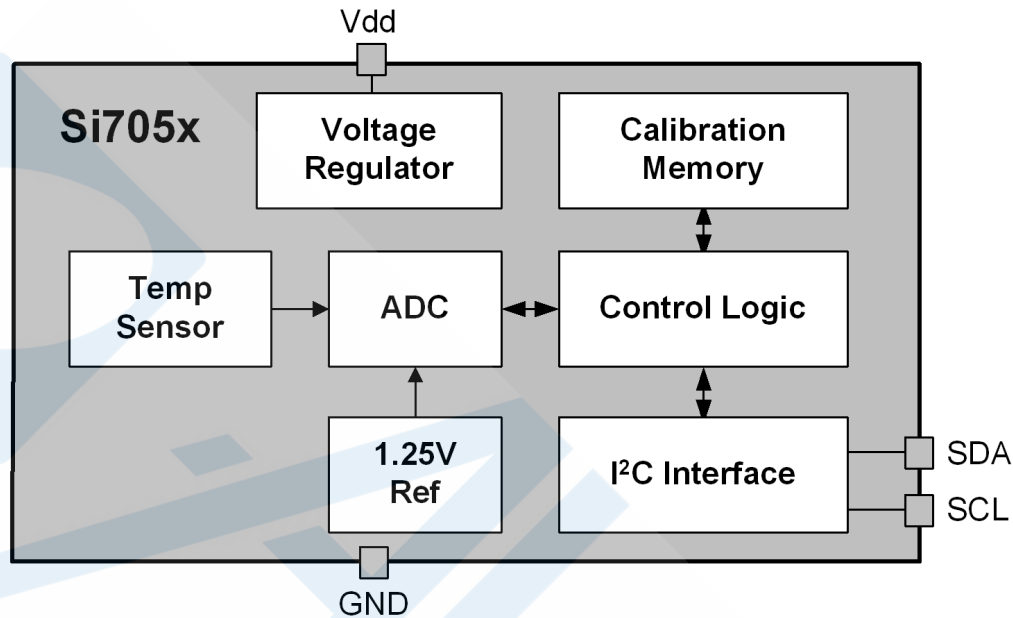 Vdd
Si705x
Voltage
Regulator
Calibration
Memory
Temp
Sensor
ADC
Control Logic
1.25V
Ref
I²C Interface
SDA
SCL
GND